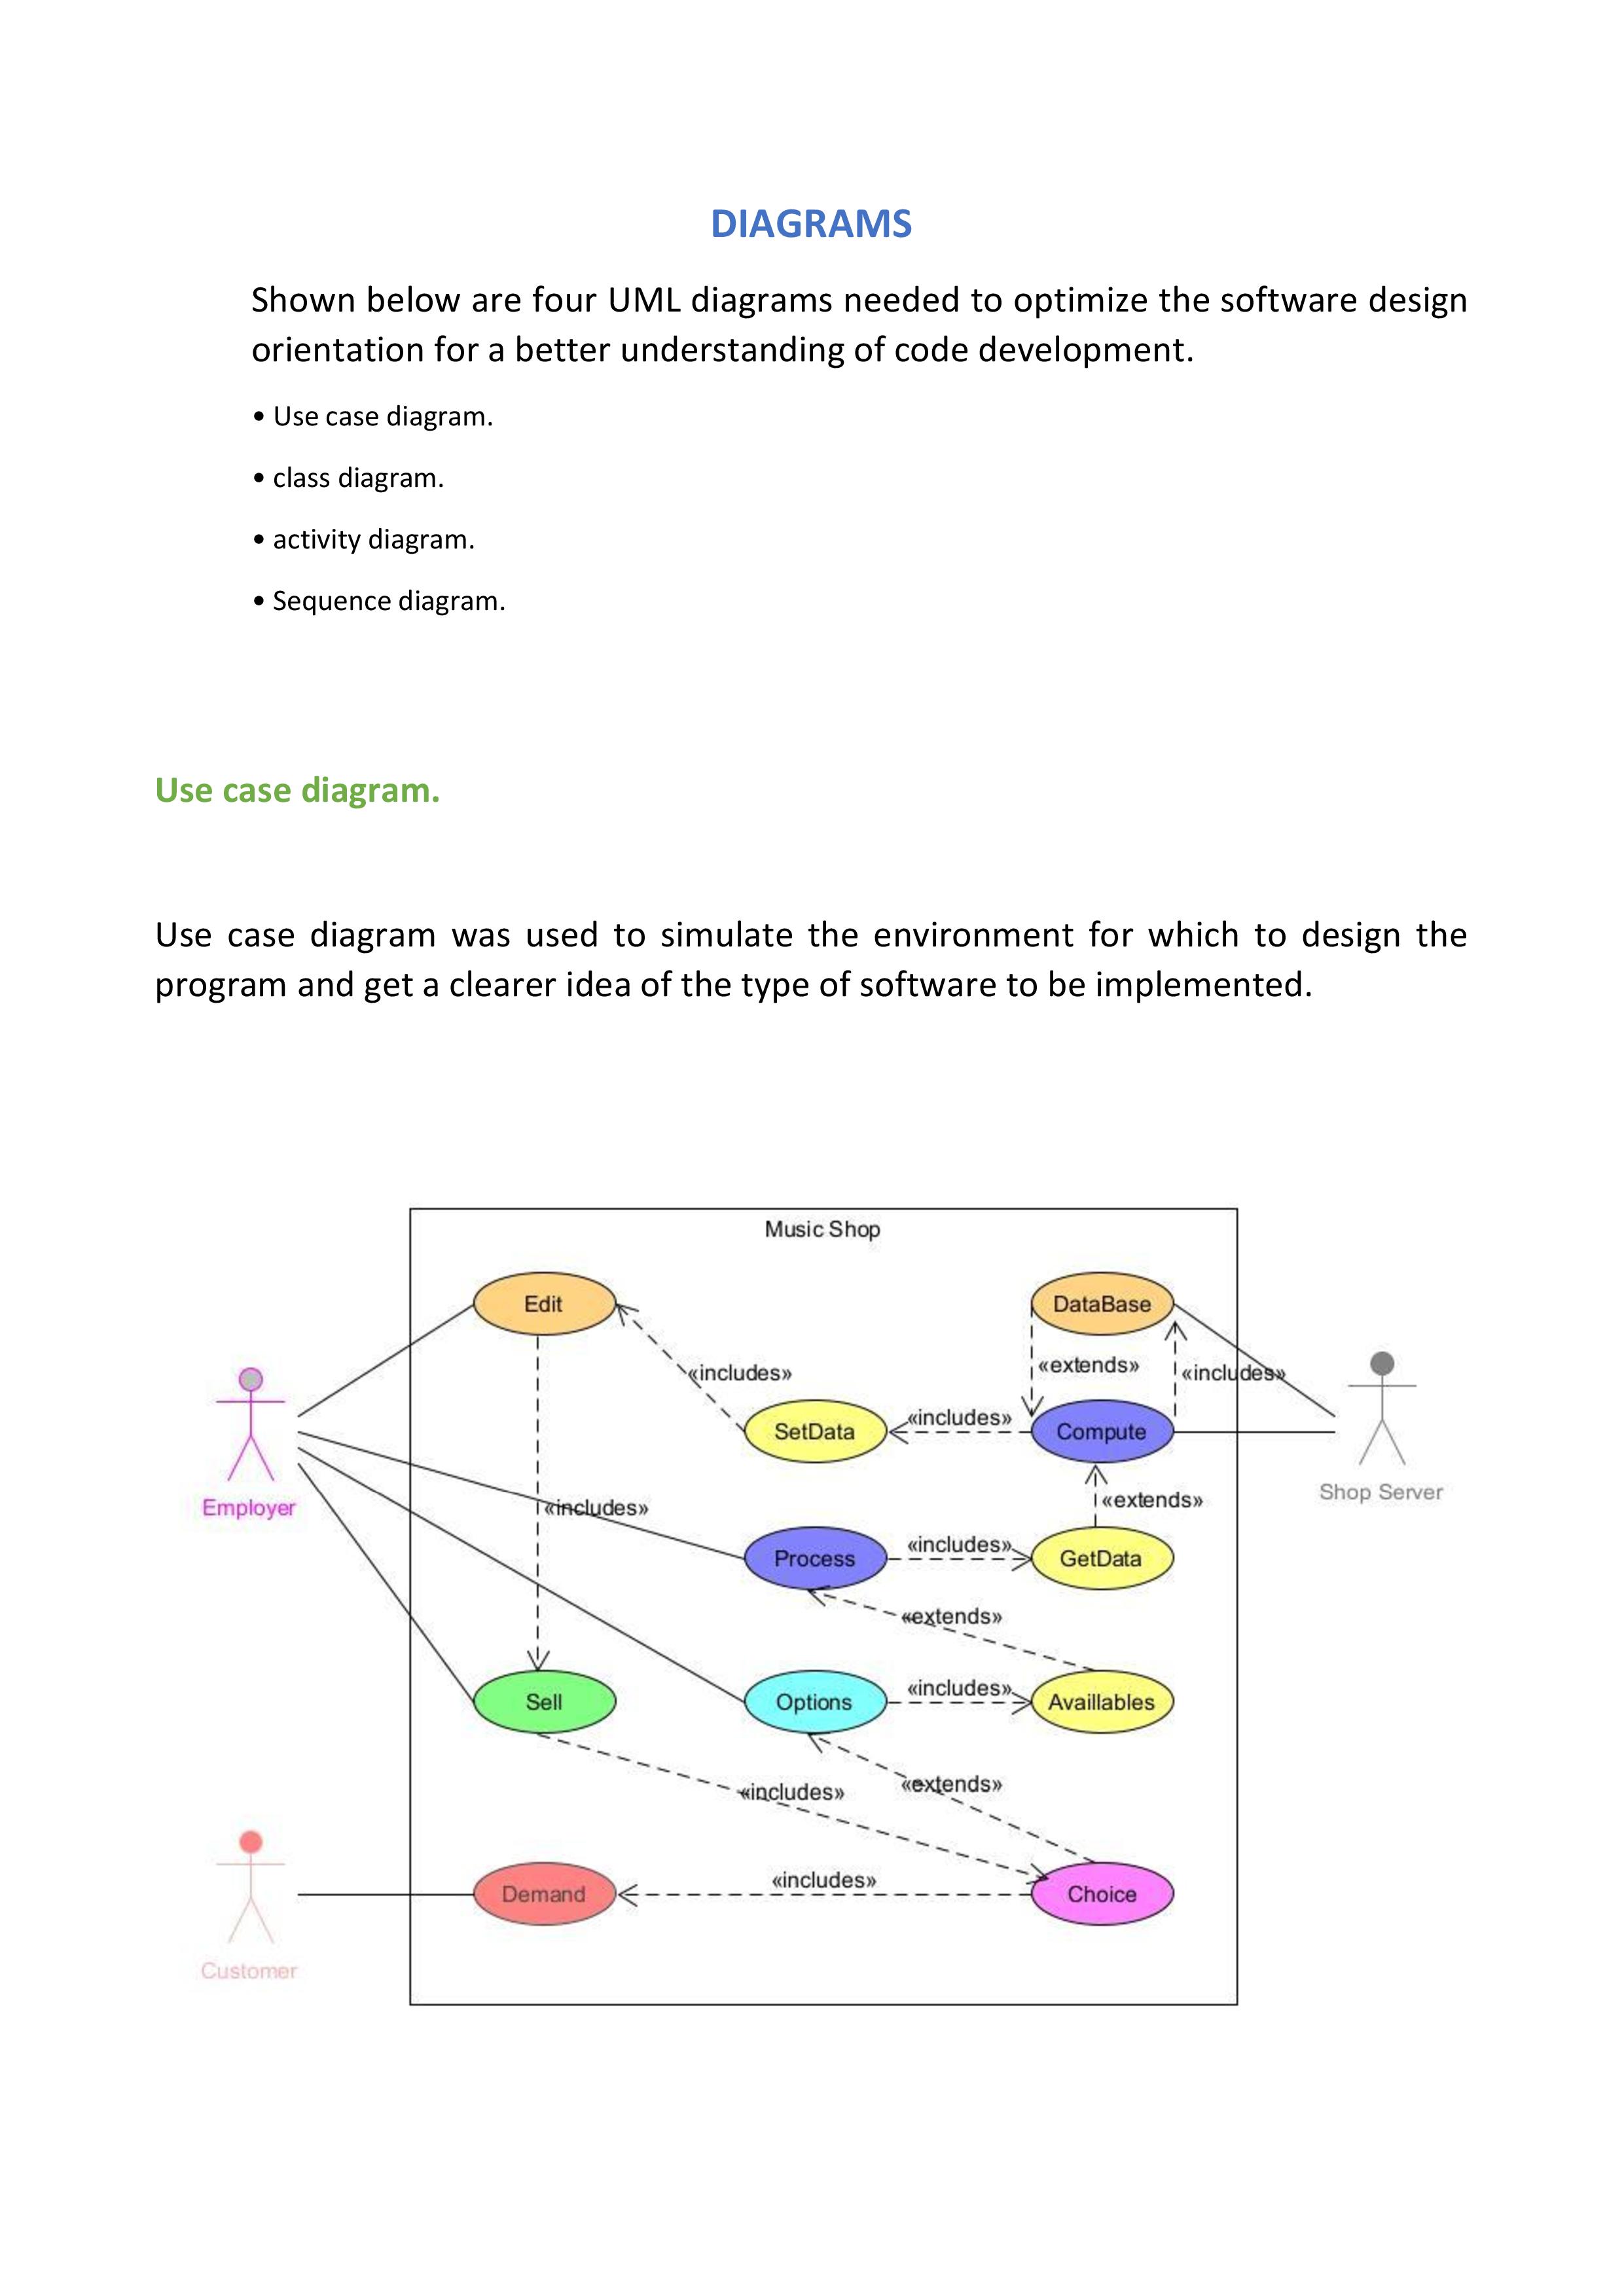 DIAGRAMS
Shown below are four UML diagrams needed to optimize the software design
orientation for a better understanding of code development.
• Use case diagram.
• class diagram.
• activity diagram.
• Sequence diagram.
Use case diagram.
Use case diagram was used to simulate the environment for which to design the
program and get a clearer idea of the type of software to be implemented.
Music Shop
Edit
DataBase
«extends»
«includes»
«includes»
SetData
«includes»
Compute
Employer
Shop Server
«includes»
«extends»
Process
«includes»
GetData
«extends»
Sell
Options
«includes»
Availlables
«includes»
«extends»
Demand
«includes»
Choice
Customer